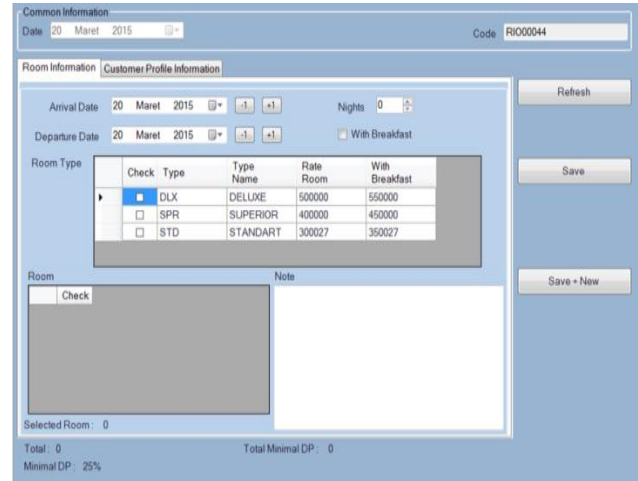 Common Information
Date 20 Maret 2015 Code RIO00044
Room Information Customer Profile Information
Refresh
Arrival Date 20 Maret 2015 -1 +1 Nights 0
Departure Date 20 Maret 2015 -1 +1 With Breakfast
Room Type
Check Type Type Name Rate Room With Breakfast
DLX DELUXE 500000 550000
SPR SUPERIOR 400000 450000
STD STANDART 300027 350027
Save
Room Note
Check
Save + New
Selected Room : 0
Total : 0 Total Minimal DP : 0
Minimal DP : 25%